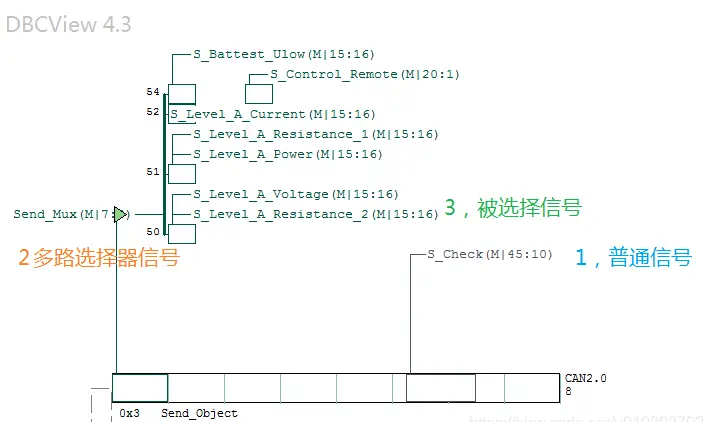 DBCView 4.3
S_Battest_Ulow(M|15:16)
S_Control_Remote(M|20:1)
54
52
S_Level_A_Current(M|15:16)
S_Level_A_Resistance_1(M|15:16)
S_Level_A_Power(M|15:16)
51
S_Level_A_Voltage(M|15:16)
3，被选择信号
Send_Mux(M|7:
)
S_Level_A_Resistance_2(M|15:16)
50
2多路选择器信号
S_Check(M|45:10)
1，普通信号
CAN2.0
8
0x3 Send_Object